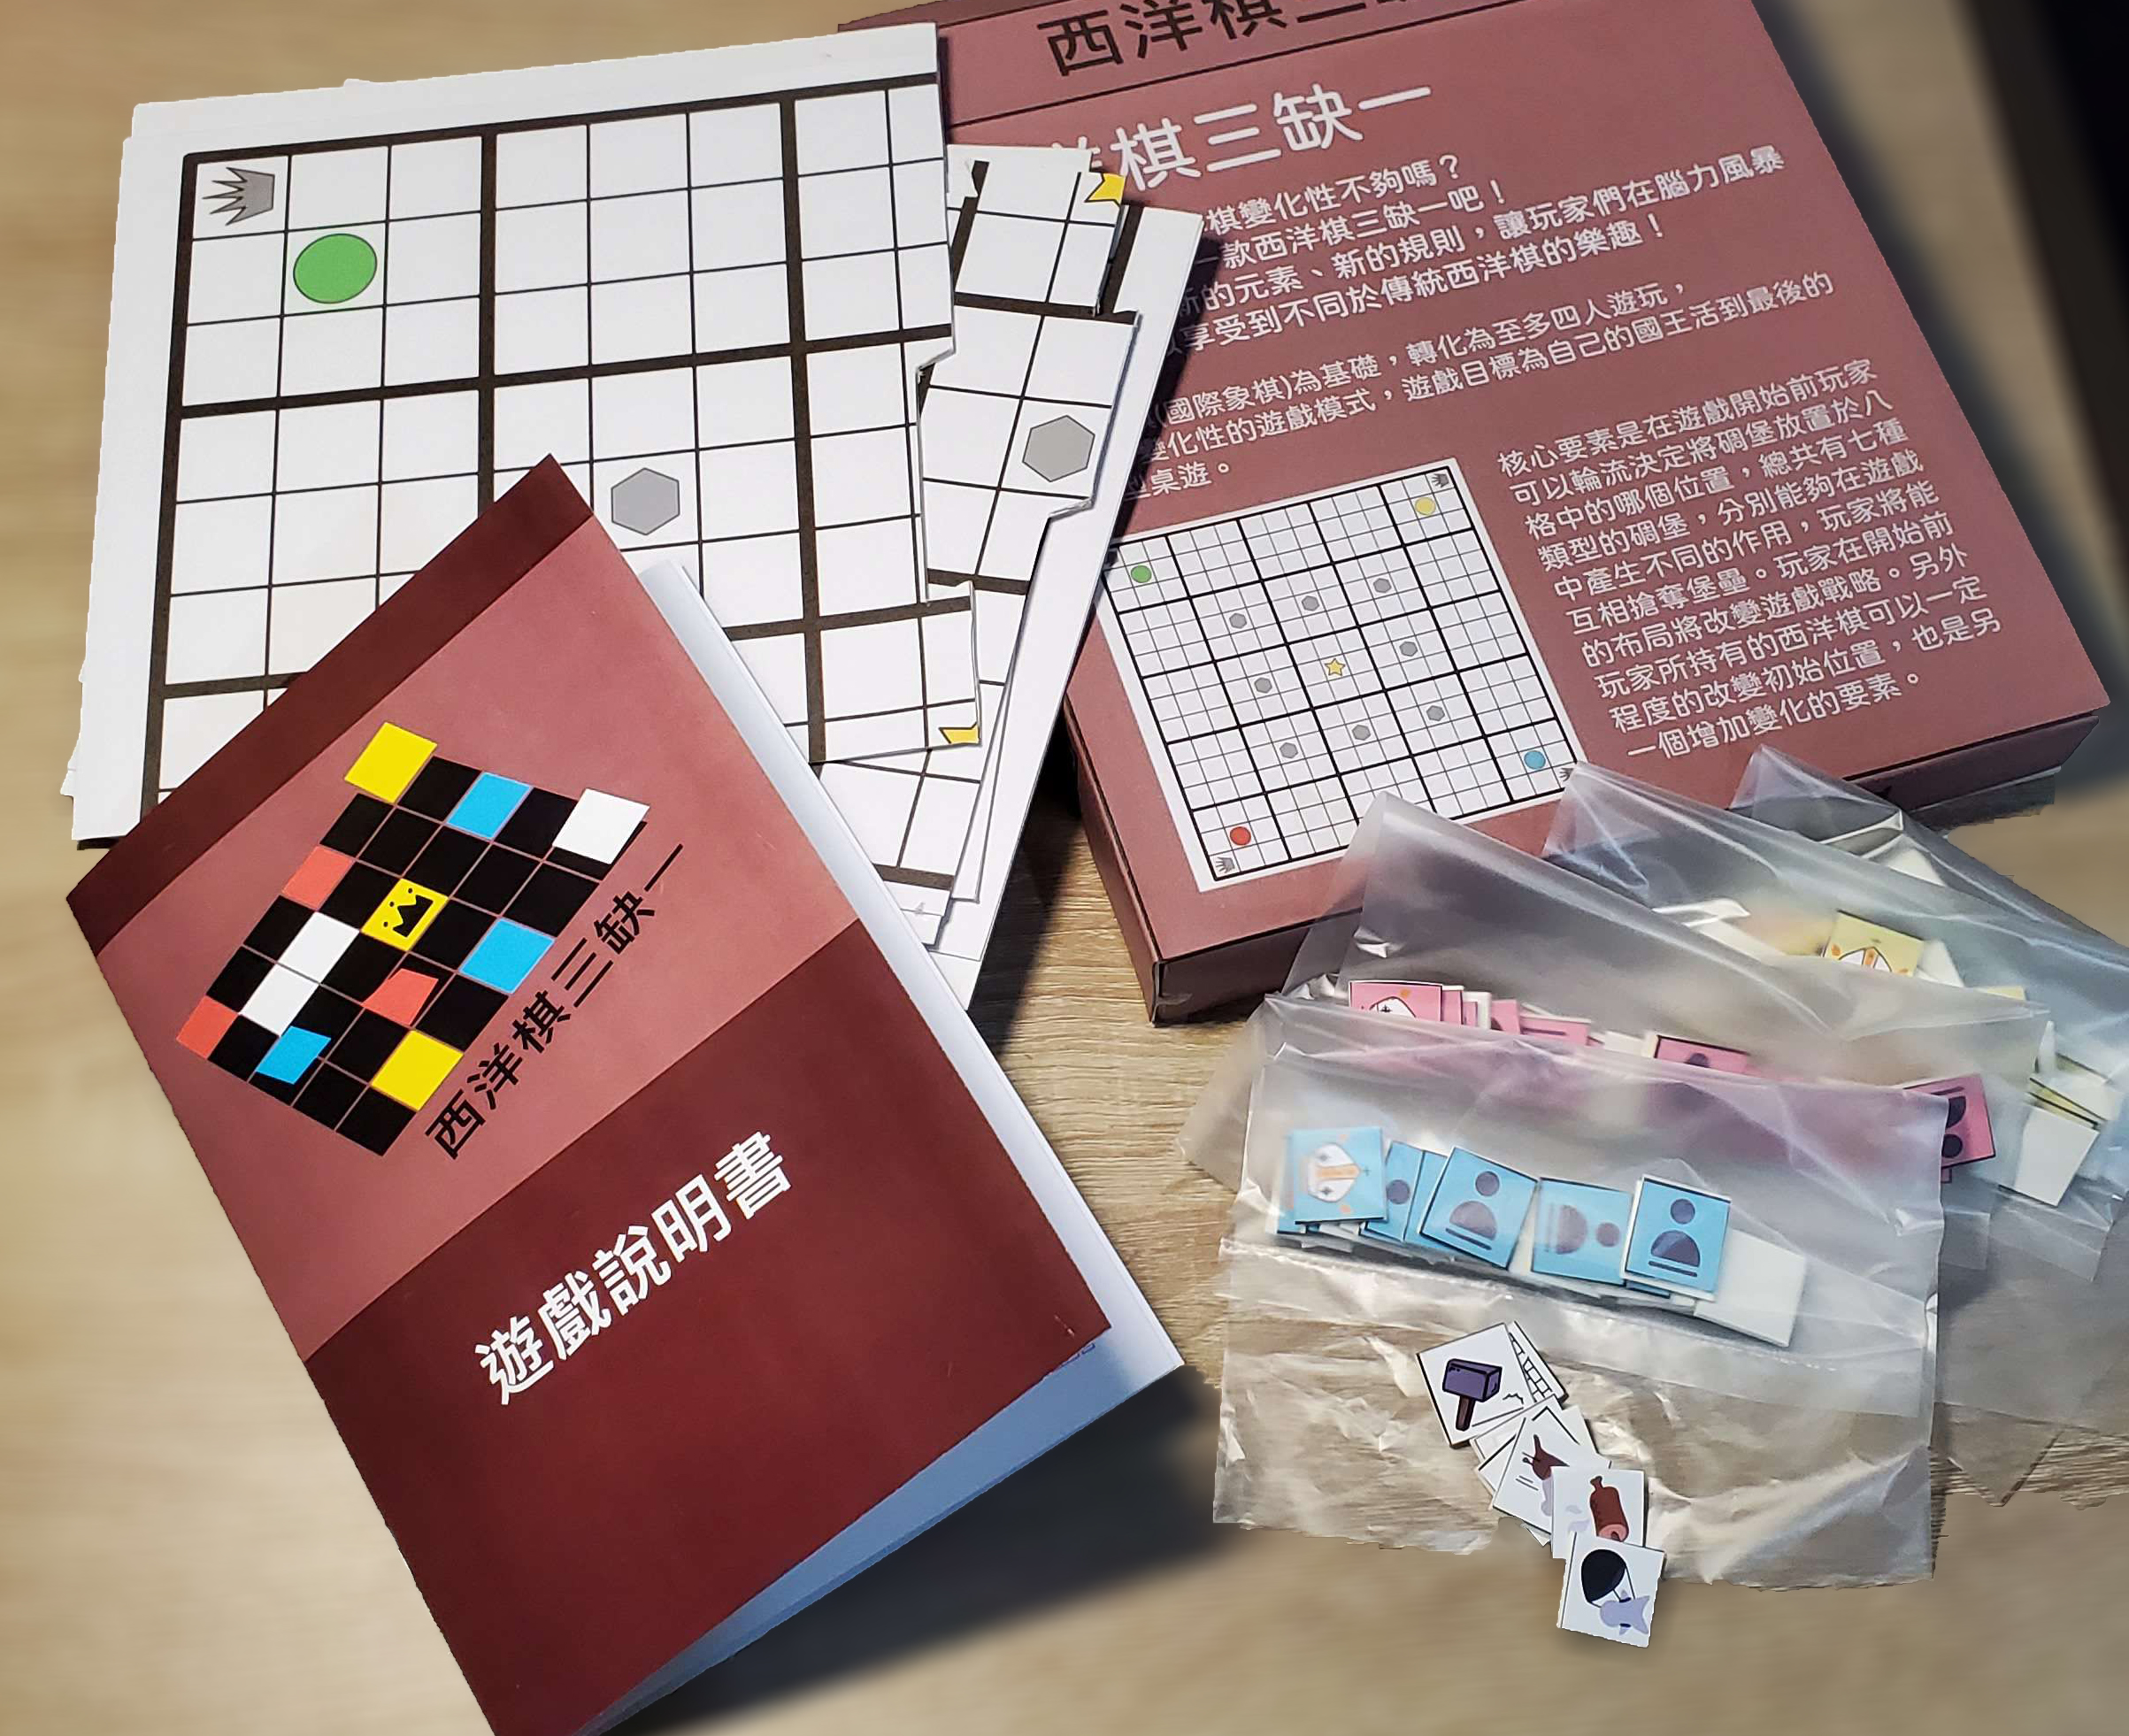 西洋棋三缺
棋三缺一
棋變化性不夠嗎？
一款西洋棋三缺一吧！
新的元素、新的規則，讓玩家們在腦力風暴
享受到不同於傳統西洋棋的樂趣！
(國際象棋)為基礎，轉化為至多四人遊玩，
變化性的遊戲模式，遊戲目標為自己的國王活到最後的
桌遊。
核心要素是在遊戲開始前玩家
可以輪流決定將碉堡放置於八
格中的哪個位置，總共有七種
類型的碉堡，分別能夠在遊戲
中產生不同的作用，玩家將能
互相搶奪堡壘。玩家在開始前
的布局將改變遊戲戰略。另外
玩家所持有的西洋棋可以一定
程度的改變初始位置，也是另
一個增加變化的要素。
西洋棋三缺一
遊戲說明書